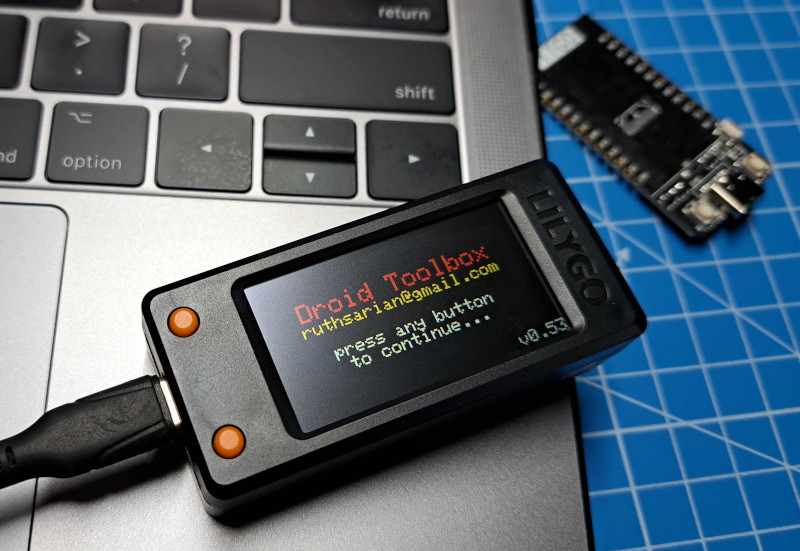 return
>
.
?
/
shift
nd
option
LILYGO
Droid Toolbox
ruthsarian@gmail.com
press any button
to continue...
v0.53